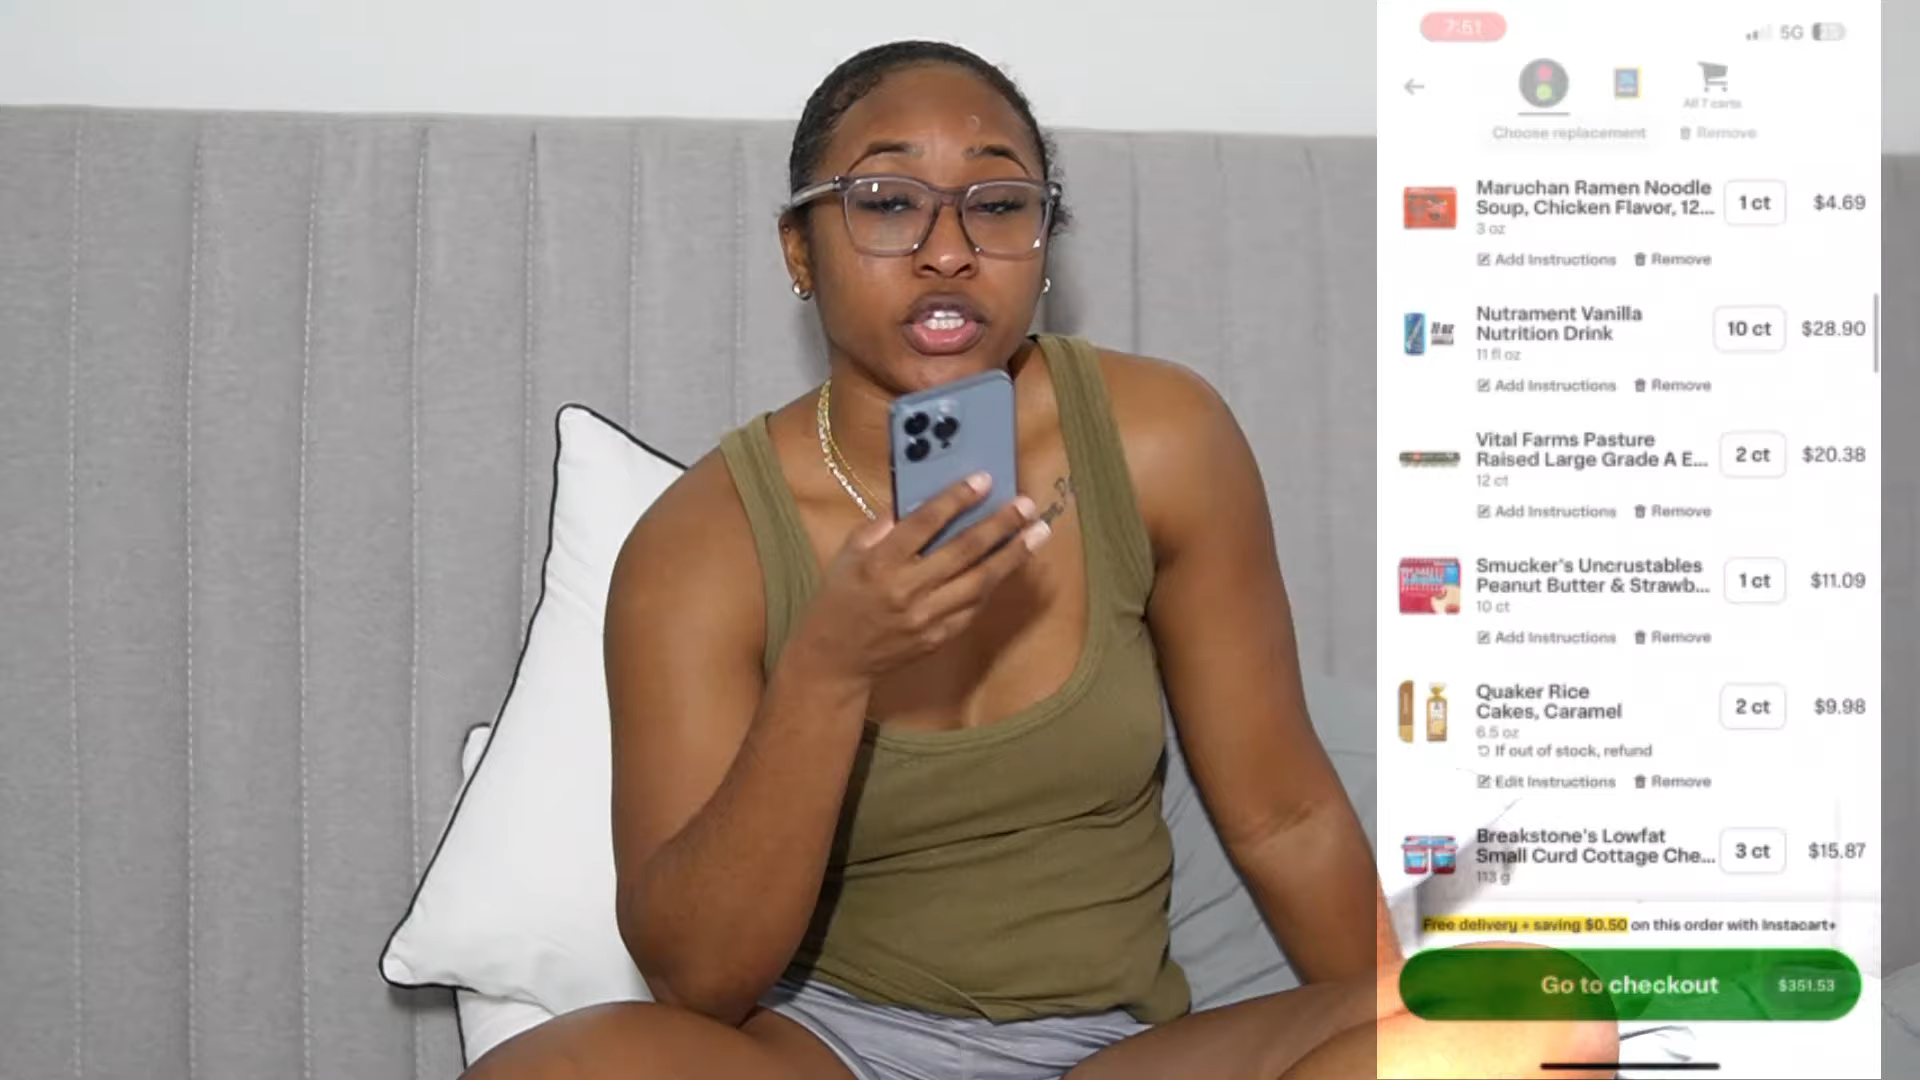 7:51
5G
All 7 carts
Choose replacement
Remove
Maruchan Ramen Noodle
Soup, Chicken Flavor, 12...
3 oz
1 ct
$4.69
Add Instructions
Remove
Nutrament Vanilla
Nutrition Drink
11 fl oz
10 ct
$28.90
Add Instructions
Remove
Vital Farms Pasture
Raised Large Grade A E...
12 ct
2 ct
$20.38
Add Instructions
Remove
Smucker's Uncrustables
Peanut Butter & Strawb...
10 ct
1 ct
$11.09
Add Instructions
Remove
Quaker Rice
Cakes, Caramel
6.5 oz
If out of stock, refund
2 ct
$9.98
Edit Instructions
Remove
Breakstone's Lowfat
Small Curd Cottage Che...
113 g
3 ct
$15.87
Free delivery + saving $0.50 on this order with Instacart+
Go to checkout
$351.53